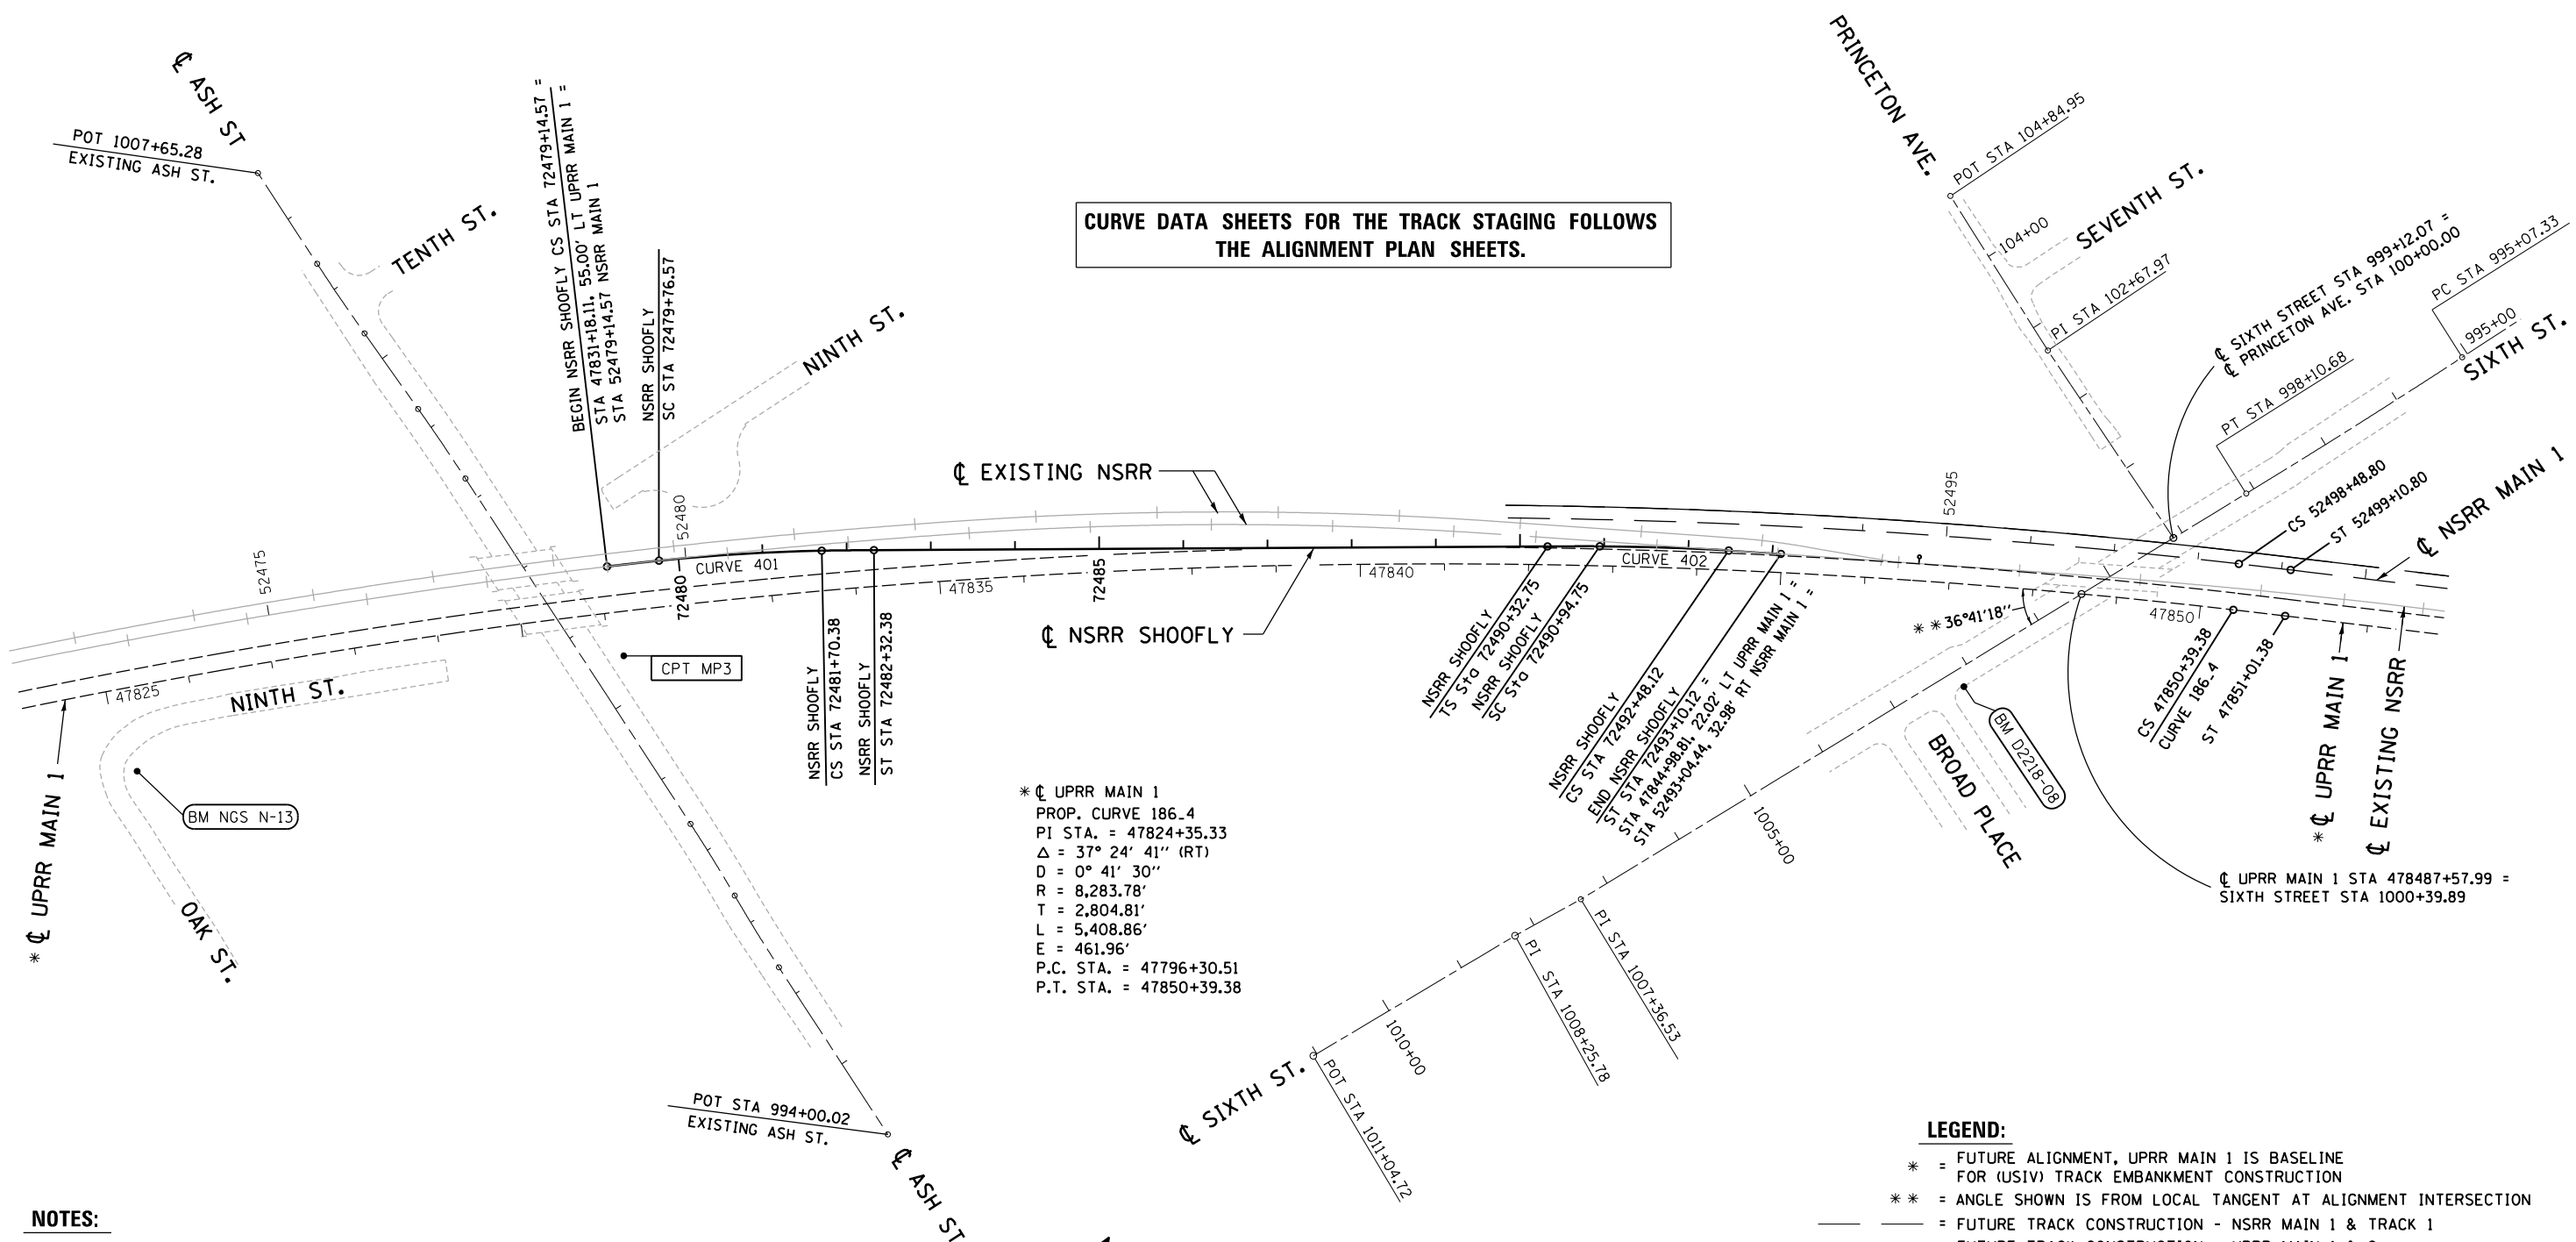 ℄ ASH ST
POT 1007+65.28
EXISTING ASH ST.
TENTH ST.
BEGIN NSRR SHOOFLY CS STA 72479+14.57 =
STA 47831+18.11, 55.00' LT UPRR MAIN 1 =
STA 52479+14.57 NSRR MAIN 1
NSRR SHOOFLY
SC STA 72479+76.57
NINTH ST.
CURVE DATA SHEETS FOR THE TRACK STAGING FOLLOWS
THE ALIGNMENT PLAN SHEETS.
PRINCETON AVE.
POT STA 104+84.95
104+00
SEVENTH ST.
PI STA 102+67.97
℄ SIXTH STREET STA 999+12.07 =
℄ PRINCETON AVE. STA 100+00.00
PC STA 995+07.33
995+00
SIXTH ST.
PT STA 998+10.68
CS 52498+48.80
ST 52499+10.80
℄ NSRR MAIN 1
℄ EXISTING NSRR
52475
52480
52495
CURVE 401
72480
47835
72485
47840
CURVE 402
47850
47825
℄ NSRR SHOOFLY
CPT MP3
NINTH ST.
* ℄ UPRR MAIN 1
BM NGS N-13
OAK ST.
NSRR SHOOFLY
CS STA 72481+70.38
NSRR SHOOFLY
ST STA 72482+32.38
NSRR SHOOFLY
TS Sta 72490+32.75
NSRR SHOOFLY
SC Sta 72490+94.75
NSRR SHOOFLY
CS STA 72492+48.12
END NSRR SHOOFLY
ST STA 72493+10.12 =
STA 47844+98.81, 22.02' LT UPRR MAIN 1 =
STA 52493+04.44, 32.98' RT NSRR MAIN 1 =
* * 36°41'18''
CS 47850+39.38
CURVE 186_4
ST 47851+01.38
* ℄ UPRR MAIN 1
℄ EXISTING NSRR
BM D2218-08
BROAD PLACE
1005+00
℄ UPRR MAIN 1 STA 478487+57.99 =
SIXTH STREET STA 1000+39.89
* ℄ UPRR MAIN 1
PROP. CURVE 186_4
PI STA. = 47824+35.33
Δ = 37° 24' 41'' (RT)
D = 0° 41' 30''
R = 8,283.78'
T = 2,804.81'
L = 5,408.86'
E = 461.96'
P.C. STA. = 47796+30.51
P.T. STA. = 47850+39.38
PI STA 1007+36.53
PI STA 1008+25.78
1010+00
POT STA 1011+04.72
℄ SIXTH ST.
POT STA 994+00.02
EXISTING ASH ST.
℄ ASH ST
NOTES:
LEGEND:
* = FUTURE ALIGNMENT, UPRR MAIN 1 IS BASELINE
FOR (USIV) TRACK EMBANKMENT CONSTRUCTION
* * = ANGLE SHOWN IS FROM LOCAL TANGENT AT ALIGNMENT INTERSECTION
= FUTURE TRACK CONSTRUCTION - NSRR MAIN 1 & TRACK 1